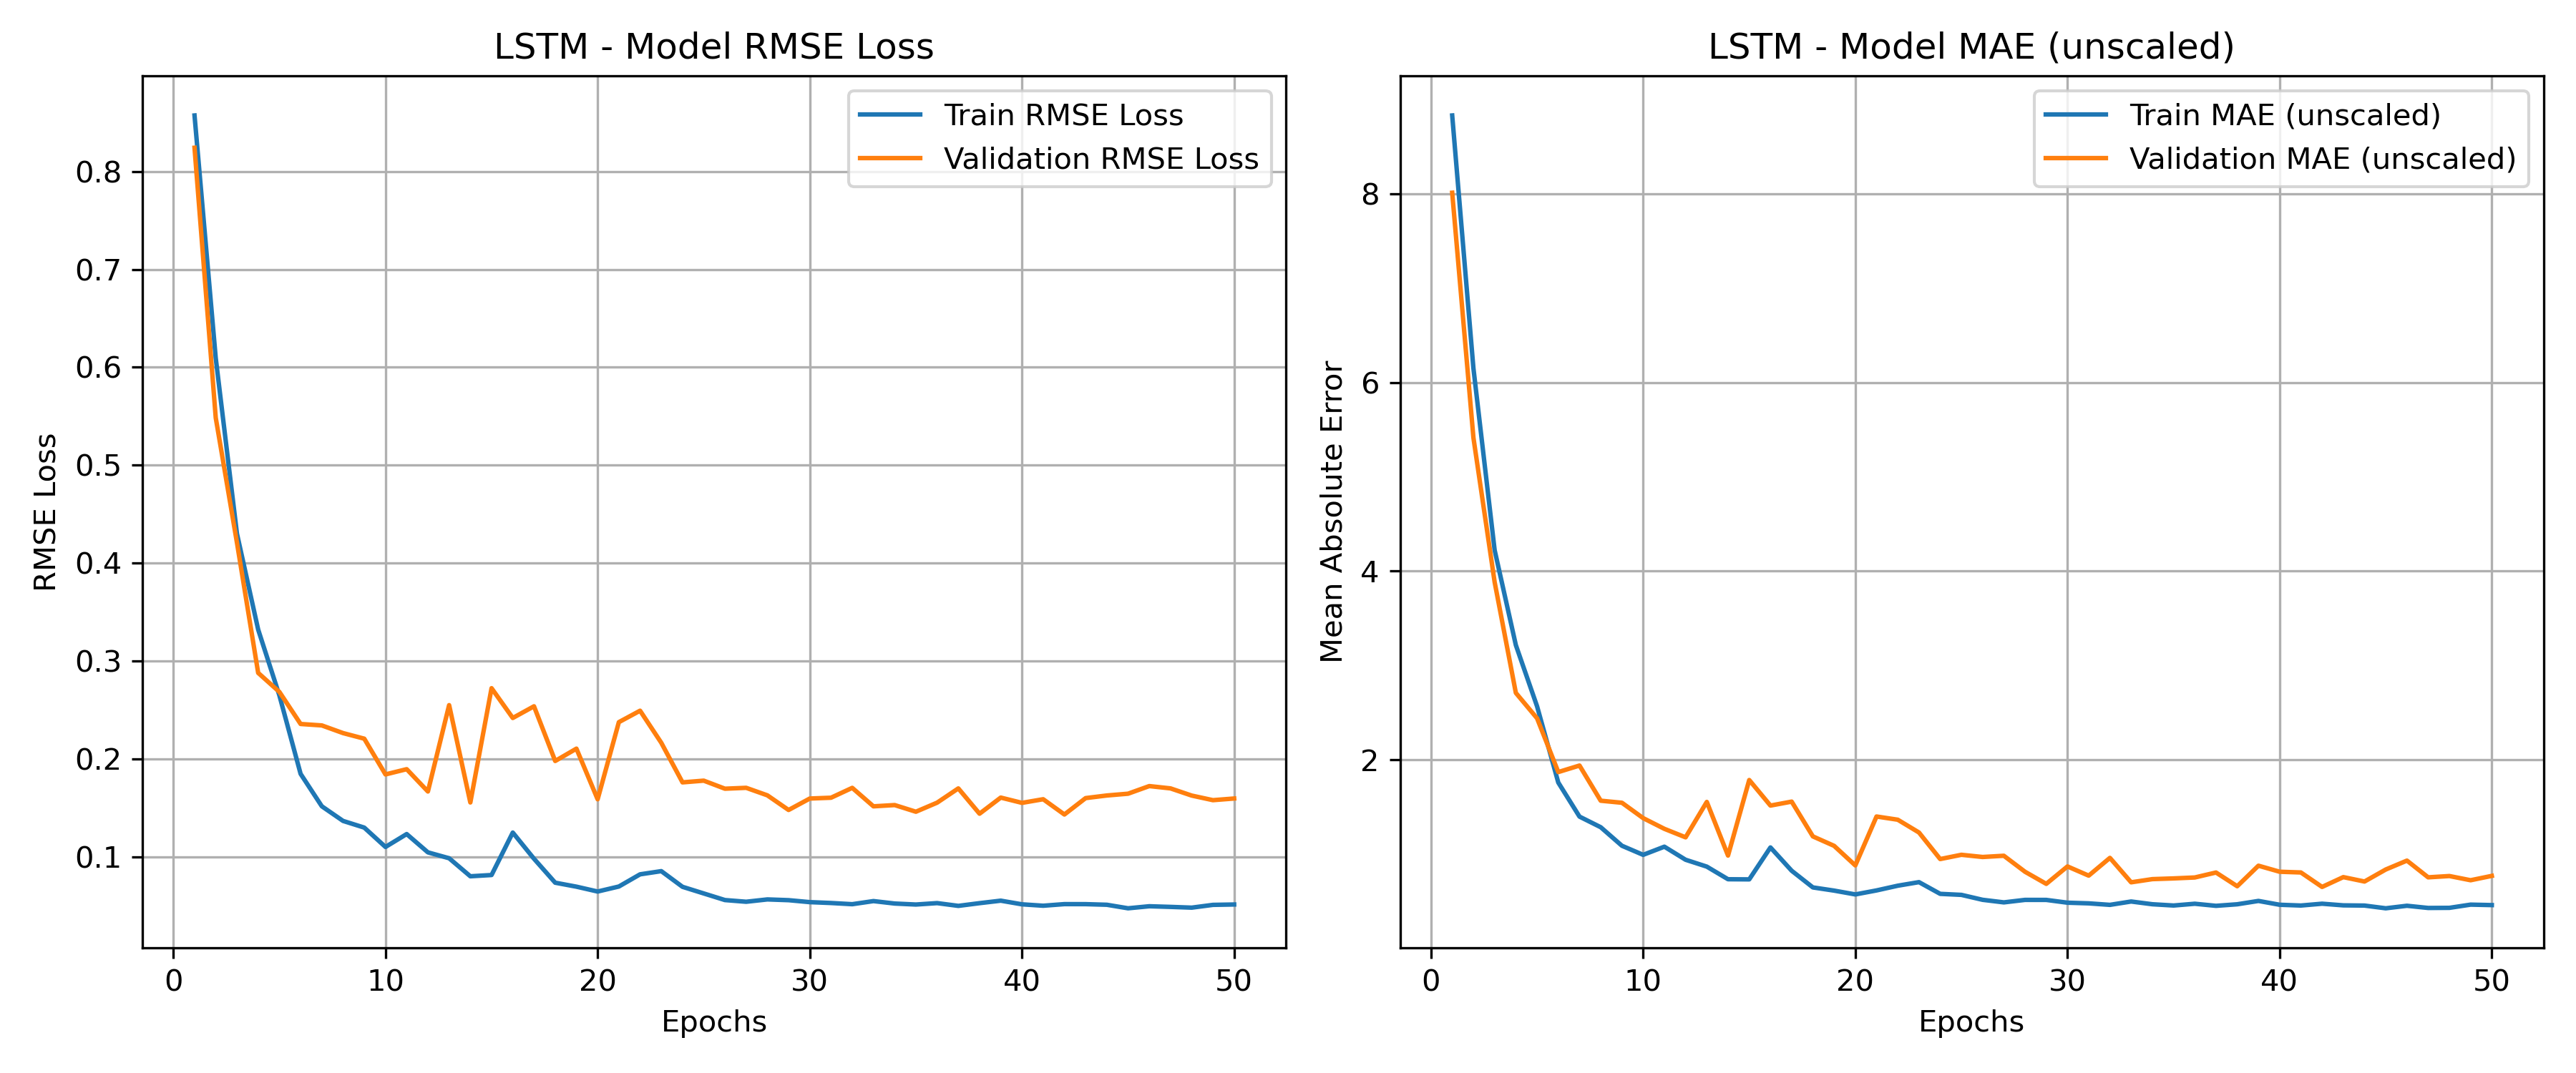 LSTM - Model RMSE Loss
Train RMSE Loss
Validation RMSE Loss
RMSE Loss
0.8
0.7
0.6
0.5
0.4
0.3
0.2
0.1
0 10 20 30 40 50
Epochs
LSTM - Model MAE (unscaled)
Train MAE (unscaled)
Validation MAE (unscaled)
Mean Absolute Error
8
6
4
2
0 10 20 30 40 50
Epochs